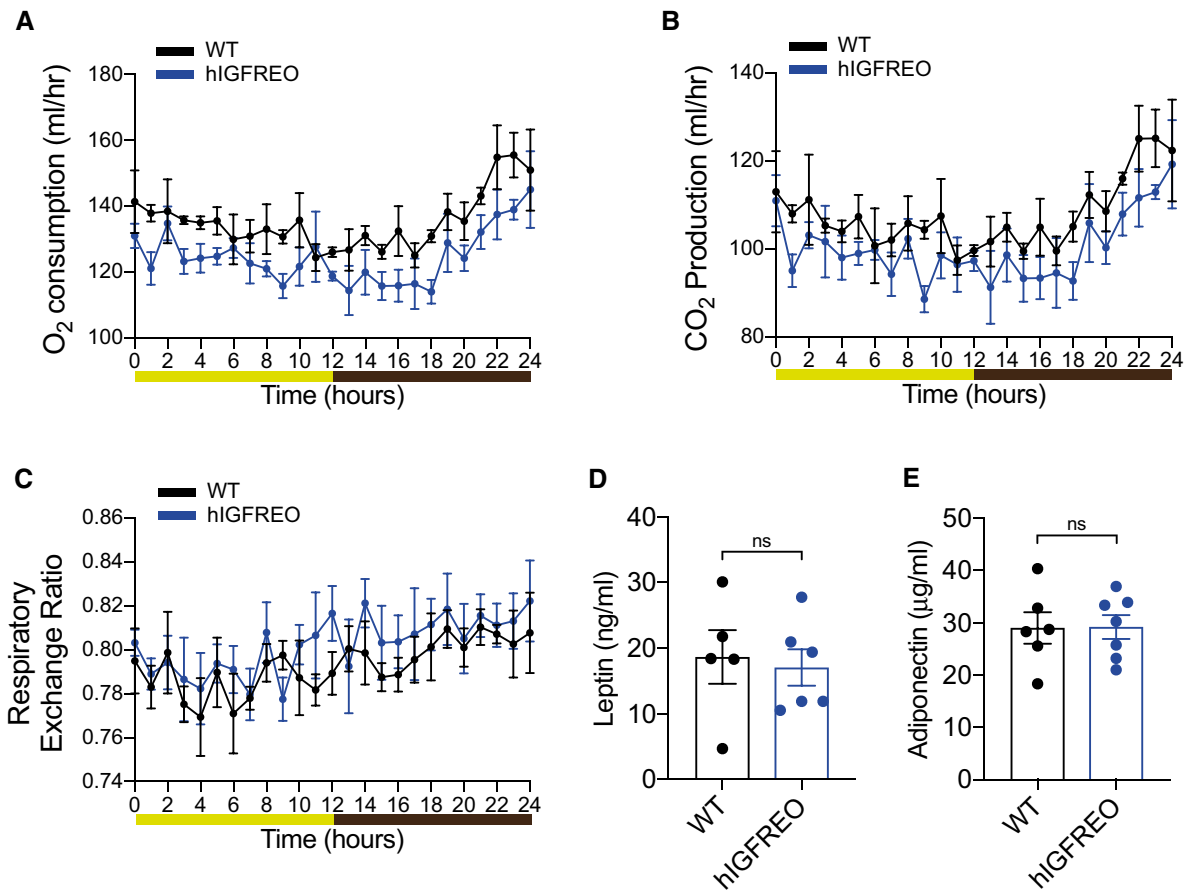 A
WT
hIGFREO
O2 consumption (ml/hr)
180
160
140
120
100
0 2 4 6 8 10 12 14 16 18 20 22 24
Time (hours)
B
WT
hIGFREO
CO2 Production (ml/hr)
140
120
100
80
0 2 4 6 8 10 12 14 16 18 20 22 24
Time (hours)
C
WT
hIGFREO
Respiratory
Exchange Ratio
0.86
0.84
0.82
0.80
0.78
0.76
0.74
0 2 4 6 8 10 12 14 16 18 20 22 24
Time (hours)
D
ns
Leptin (ng/ml)
40
30
20
10
0
WT
hIGFREO
E
ns
Adiponectin (µg/ml)
50
40
30
20
10
0
WT
hIGFREO